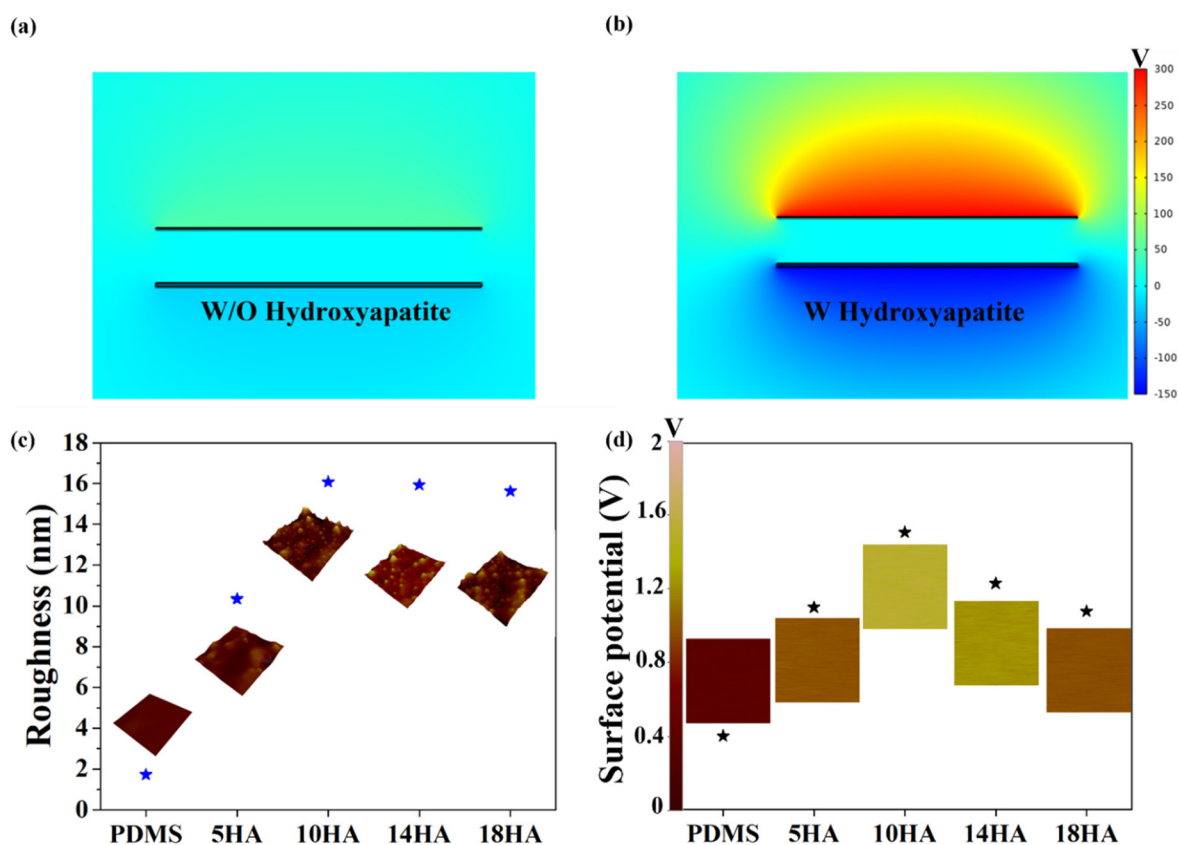 (a)
W/O Hydroxyapatite
(b)
V
W Hydroxyapatite
300
250
200
150
100
50
0
-50
-100
-150
(c)
Roughness (nm)
18
16
14
12
10
8
6
4
2
0
PDMS 5HA 10HA 14HA 18HA
(d)
V
Surface potential (V)
2
1.6
1.2
0.8
0.4
0
PDMS 5HA 10HA 14HA 18HA